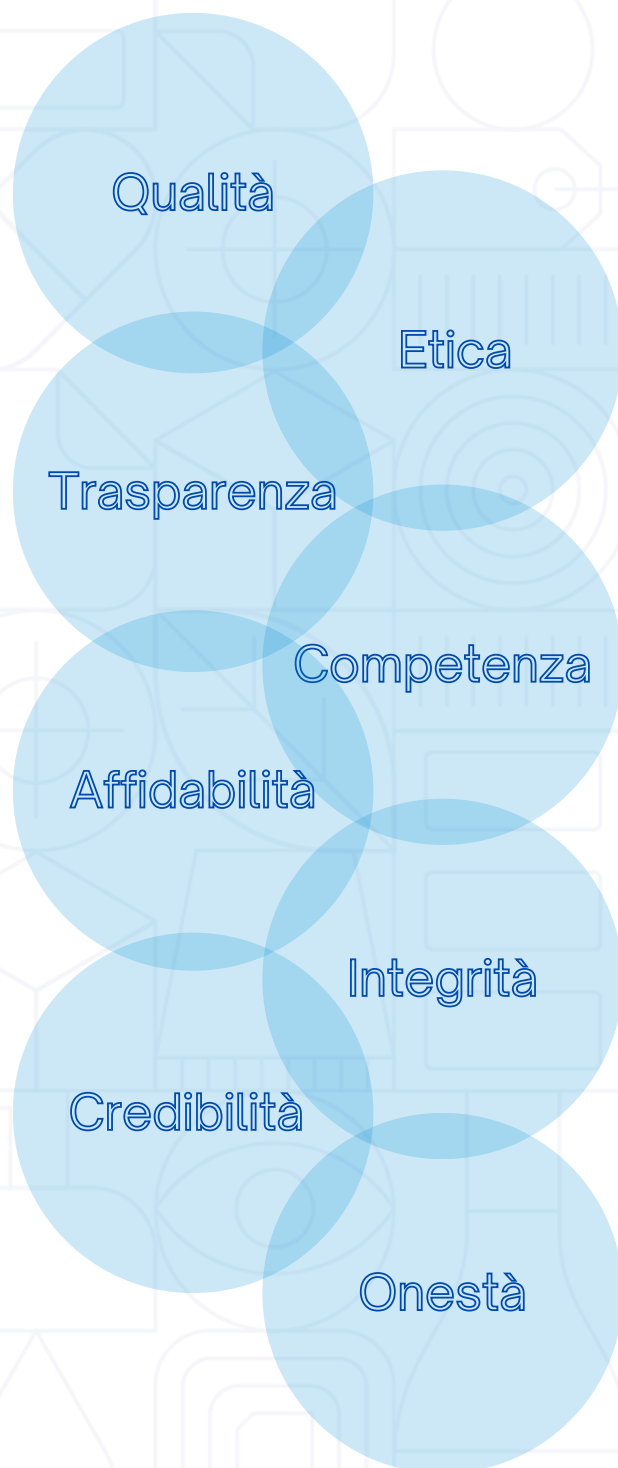 Qualità
Etica
Trasparenza
Competenza
Affidabilità
Integrità
Credibilità
Onestà